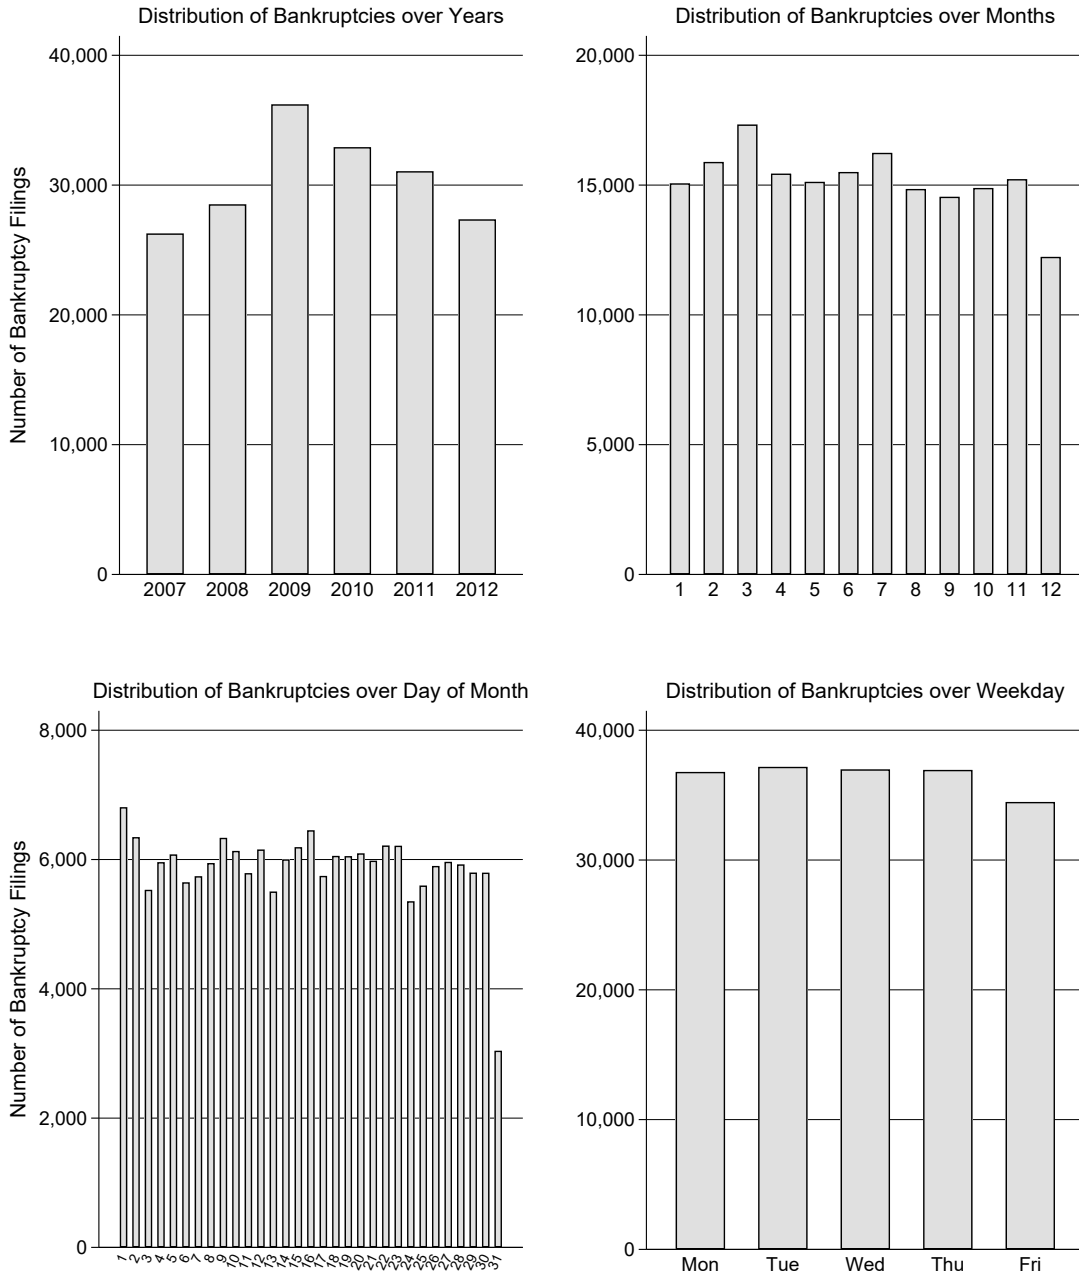 Distribution of Bankruptcies over Years
Number of Bankruptcy Filings
40,000
30,000
20,000
10,000
0
2007 2008 2009 2010 2011 2012
Distribution of Bankruptcies over Months
20,000
15,000
10,000
5,000
0
1 2 3 4 5 6 7 8 9 10 11 12
Distribution of Bankruptcies over Day of Month
Number of Bankruptcy Filings
8,000
6,000
4,000
2,000
0
1 2 3 4 5 6 7 8 9 10 11 12 13 14 15 16 17 18 19 20 21 22 23 24 25 26 27 28 29 30 31
Distribution of Bankruptcies over Weekday
40,000
30,000
20,000
10,000
0
Mon Tue Wed Thu Fri